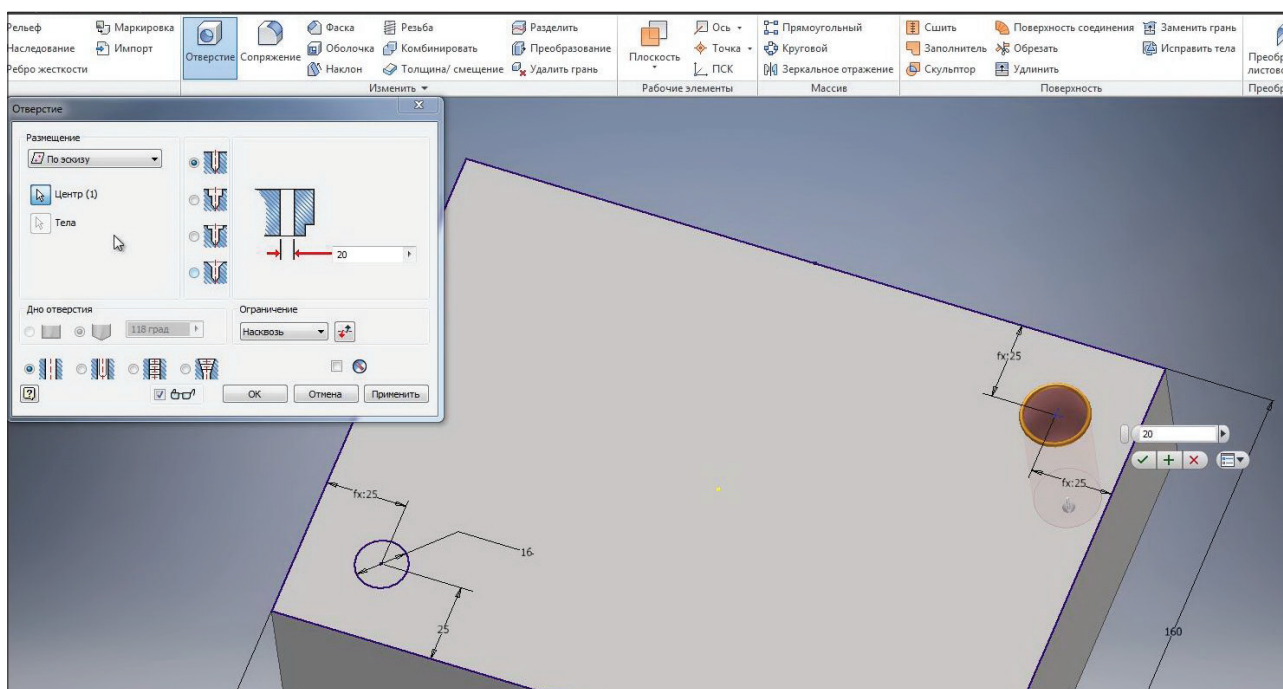 Рельеф Маркировка Отверстие Сопряжение Фаска Резьба Разделить Плоскость Ось Прямоугольный Сшить Поверхность соединения Заменить грань
Наследование Импорт Оболочка Комбинировать Преобразование Точка Круговой Заполнитель Обрезать Исправить тела
Ребро жесткости Наклон Толщина/ смещение Удалить грань ПСК Зеркальное отражение Скульптор Удлинить
Изменить Рабочие элементы Массив Поверхность
Отверстие
Размещение
По эскизу
Центр (1)
Тела
20
Дно отверстия
118 град
Ограничение
Насквозь
?
ОК Отмена Применить
fx:25
20
fx:25
fx:25
16
25
160